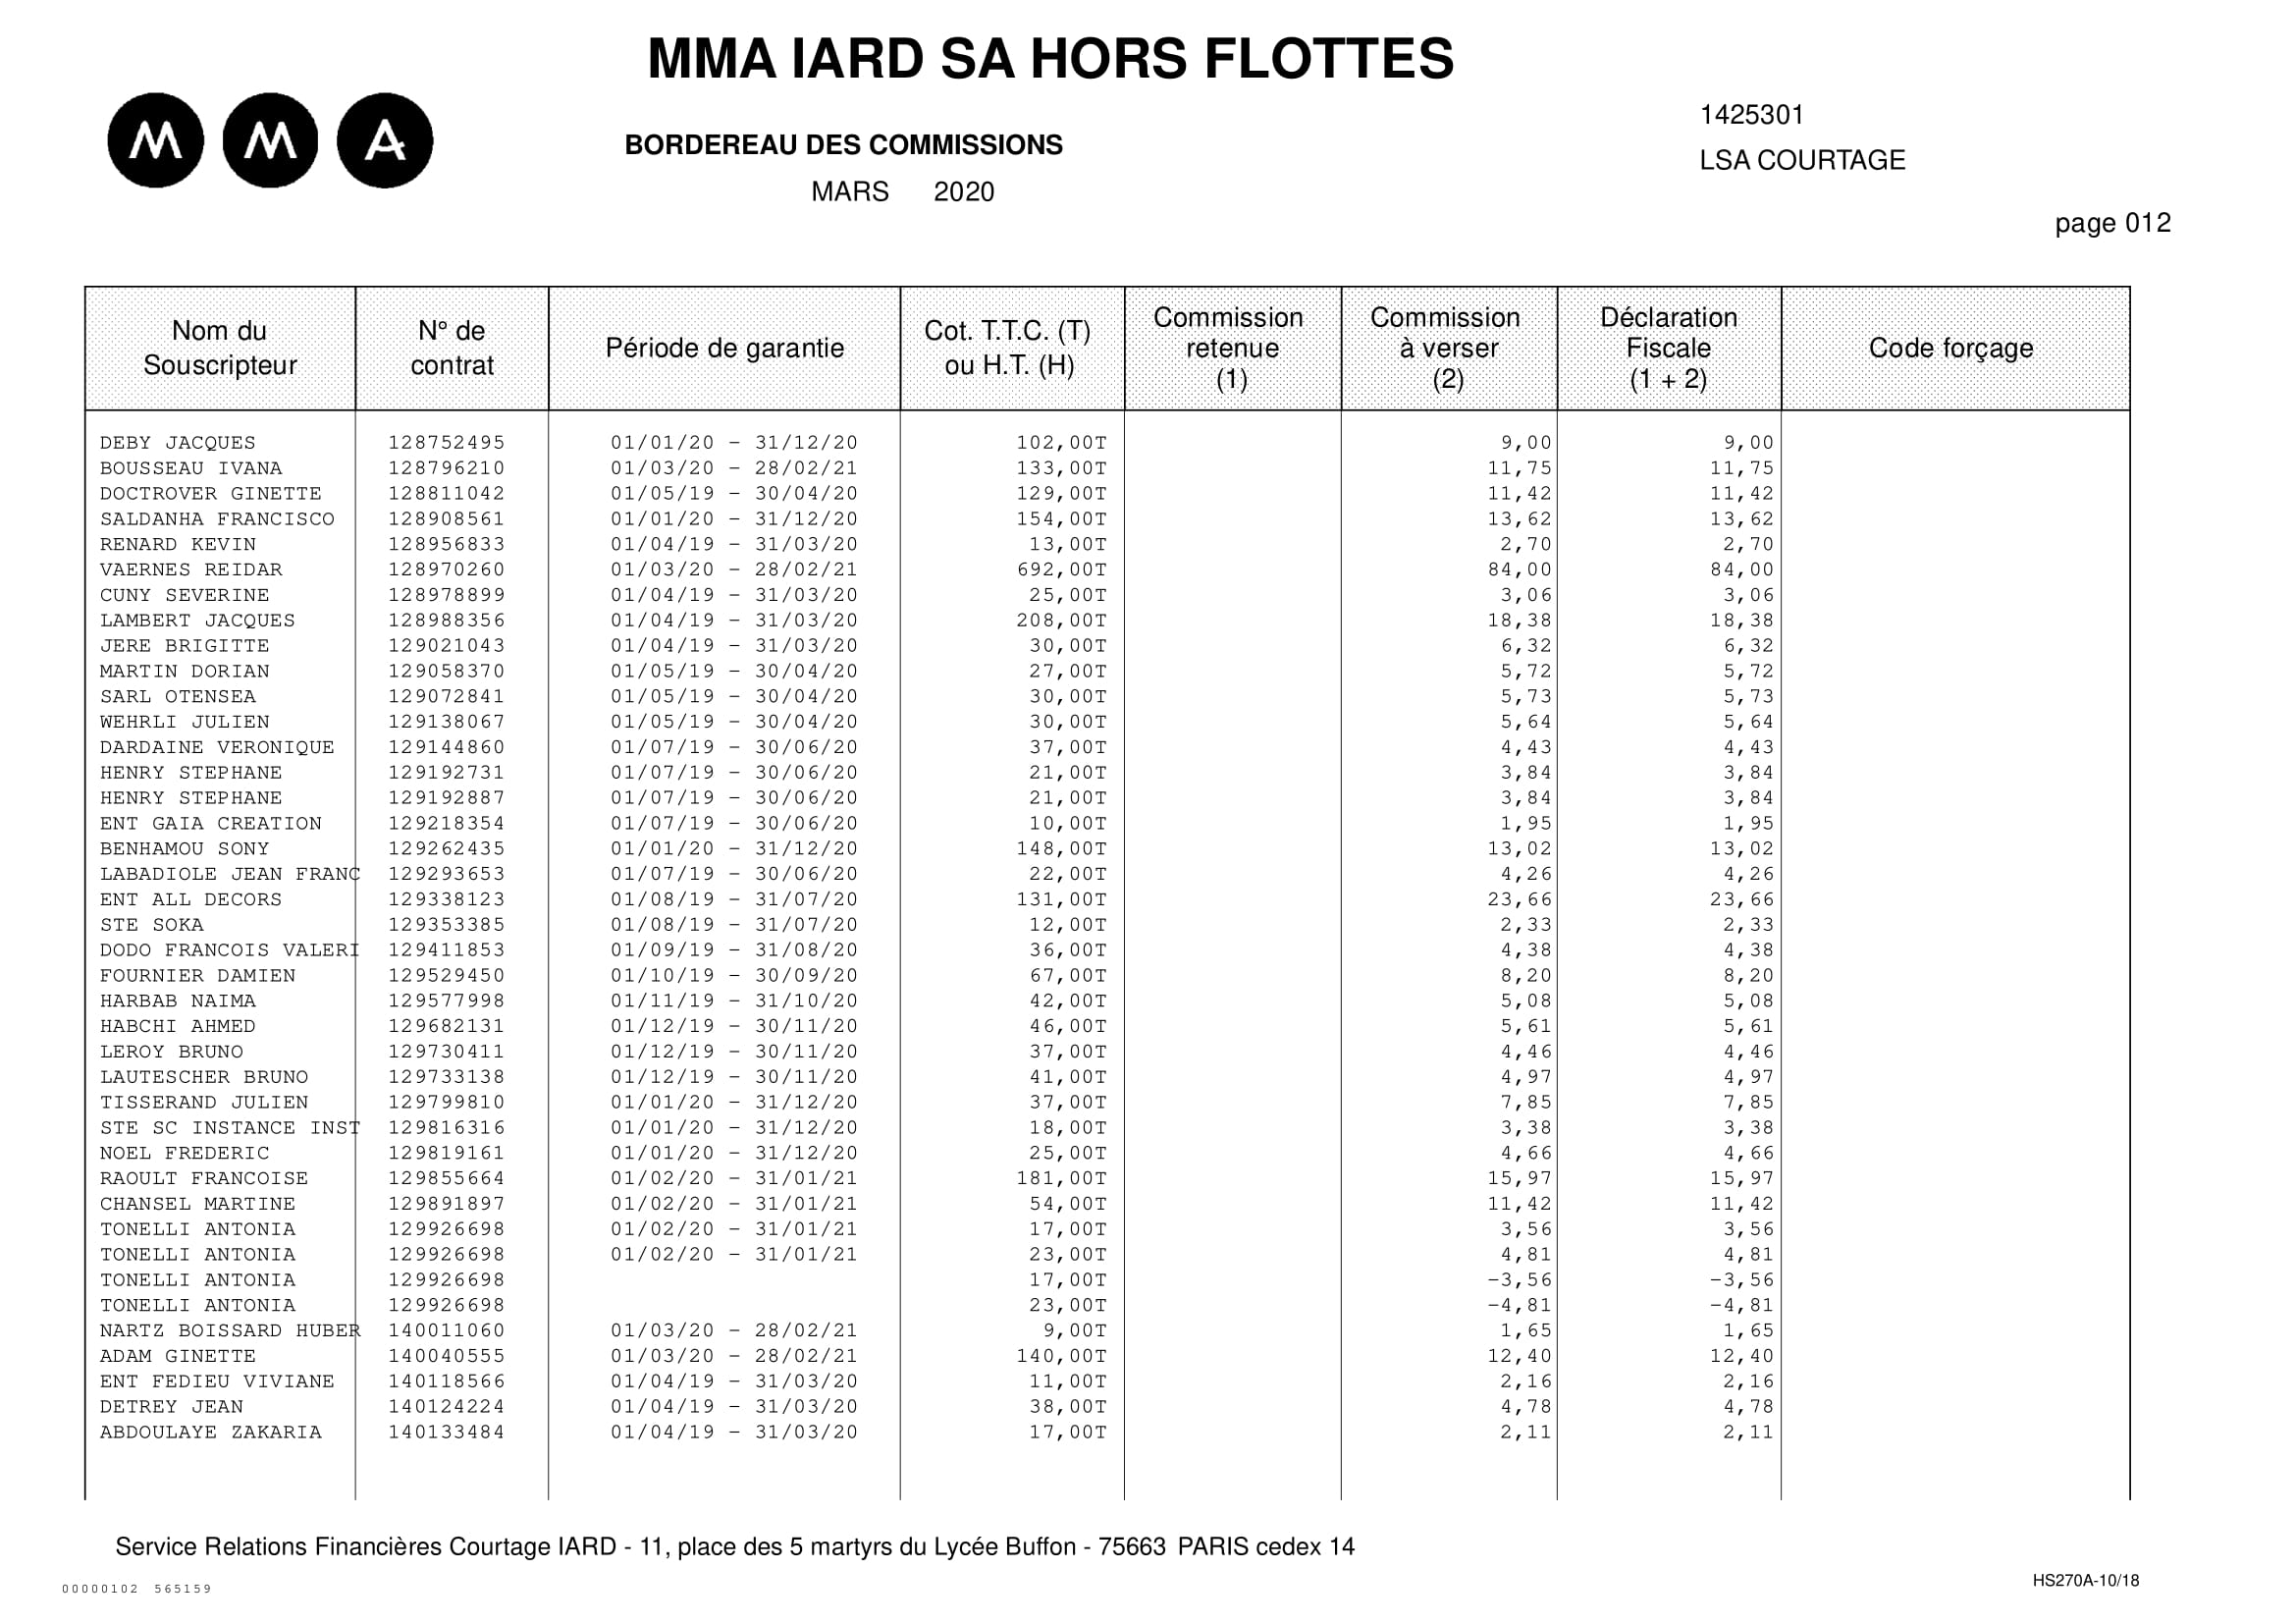 MMA IARD SA HORS FLOTTES
M M A
BORDEREAU DES COMMISSIONS
MARS 2020
1425301
LSA COURTAGE
page 012
Nom du Souscripteur | N° de contrat | Période de garantie | Cot. T.T.C. (T) ou H.T. (H) | Commission retenue (1) | Commission à verser (2) | Déclaration Fiscale (1 + 2) | Code forçage
DEBY JACQUES 128752495 01/01/20 - 31/12/20 102,00T 9,00 9,00
BOUSSEAU IVANA 128796210 01/03/20 - 28/02/21 133,00T 11,75 11,75
DOCTROVER GINETTE 128811042 01/05/19 - 30/04/20 129,00T 11,42 11,42
SALDANHA FRANCISCO 128908561 01/01/20 - 31/12/20 154,00T 13,62 13,62
RENARD KEVIN 128956833 01/04/19 - 31/03/20 13,00T 2,70 2,70
VAERNES REIDAR 128970260 01/03/20 - 28/02/21 692,00T 84,00 84,00
CUNY SEVERINE 128978899 01/04/19 - 31/03/20 25,00T 3,06 3,06
LAMBERT JACQUES 128988356 01/04/19 - 31/03/20 208,00T 18,38 18,38
JERE BRIGITTE 129021043 01/04/19 - 31/03/20 30,00T 6,32 6,32
MARTIN DORIAN 129058370 01/05/19 - 30/04/20 27,00T 5,72 5,72
SARL OTENSEA 129072841 01/05/19 - 30/04/20 30,00T 5,73 5,73
WEHRLI JULIEN 129138067 01/05/19 - 30/04/20 30,00T 5,64 5,64
DARDAINE VERONIQUE 129144860 01/07/19 - 30/06/20 37,00T 4,43 4,43
HENRY STEPHANE 129192731 01/07/19 - 30/06/20 21,00T 3,84 3,84
HENRY STEPHANE 129192887 01/07/19 - 30/06/20 21,00T 3,84 3,84
ENT GAIA CREATION 129218354 01/07/19 - 30/06/20 10,00T 1,95 1,95
BENHAMOU SONY 129262435 01/01/20 - 31/12/20 148,00T 13,02 13,02
LABADIOLE JEAN FRANC 129293653 01/07/19 - 30/06/20 22,00T 4,26 4,26
ENT ALL DECORS 129338123 01/08/19 - 31/07/20 131,00T 23,66 23,66
STE SOKA 129353385 01/08/19 - 31/07/20 12,00T 2,33 2,33
DODO FRANCOIS VALERI 129411853 01/09/19 - 31/08/20 36,00T 4,38 4,38
FOURNIER DAMIEN 129529450 01/10/19 - 30/09/20 67,00T 8,20 8,20
HARBAB NAIMA 129577998 01/11/19 - 31/10/20 42,00T 5,08 5,08
HABCHI AHMED 129682131 01/12/19 - 30/11/20 46,00T 5,61 5,61
LEROY BRUNO 129730411 01/12/19 - 30/11/20 37,00T 4,46 4,46
LAUTESCHER BRUNO 129733138 01/12/19 - 30/11/20 41,00T 4,97 4,97
TISSERAND JULIEN 129799810 01/01/20 - 31/12/20 37,00T 7,85 7,85
STE SC INSTANCE INST 129816316 01/01/20 - 31/12/20 18,00T 3,38 3,38
NOEL FREDERIC 129819161 01/01/20 - 31/12/20 25,00T 4,66 4,66
RAOULT FRANCOISE 129855664 01/02/20 - 31/01/21 181,00T 15,97 15,97
CHANSEL MARTINE 129891897 01/02/20 - 31/01/21 54,00T 11,42 11,42
TONELLI ANTONIA 129926698 01/02/20 - 31/01/21 17,00T 3,56 3,56
TONELLI ANTONIA 129926698 01/02/20 - 31/01/21 23,00T 4,81 4,81
TONELLI ANTONIA 129926698 17,00T -3,56 -3,56
TONELLI ANTONIA 129926698 23,00T -4,81 -4,81
NARTZ BOISSARD HUBER 140011060 01/03/20 - 28/02/21 9,00T 1,65 1,65
ADAM GINETTE 140040555 01/03/20 - 28/02/21 140,00T 12,40 12,40
ENT FEDIEU VIVIANE 140118566 01/04/19 - 31/03/20 11,00T 2,16 2,16
DETREY JEAN 140124224 01/04/19 - 31/03/20 38,00T 4,78 4,78
ABDOULAYE ZAKARIA 140133484 01/04/19 - 31/03/20 17,00T 2,11 2,11
Service Relations Financières Courtage IARD - 11, place des 5 martyrs du Lycée Buffon - 75663 PARIS cedex 14
00000102 565159
HS270A-10/18